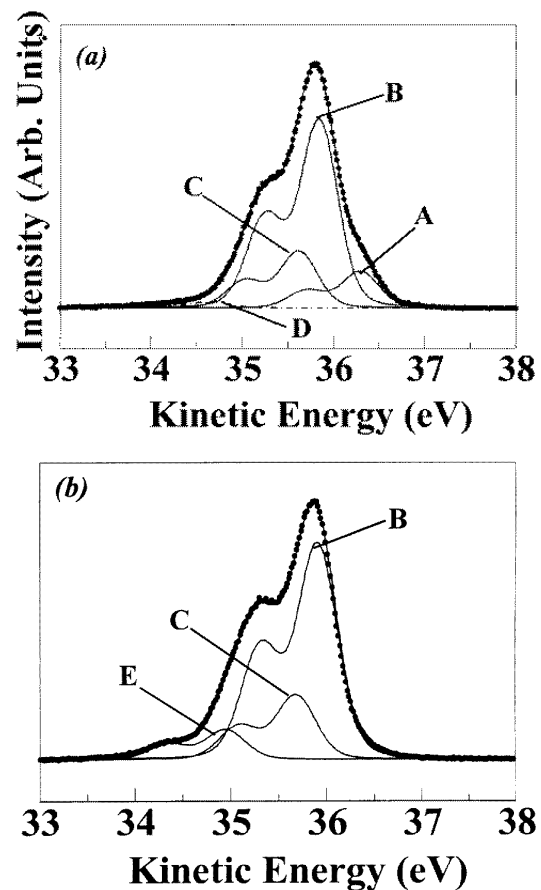 (a)
B
C
A
D
Intensity (Arb. Units)
33 34 35 36 37 38
Kinetic Energy (eV)
(b)
B
C
E
33 34 35 36 37 38
Kinetic Energy (eV)